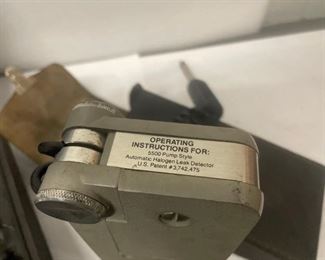 OPERATING
INSTRUCTIONS FOR:
5500 Pump Style
Automatic Halogen Leak Detector
U.S. Patent #3,742,475